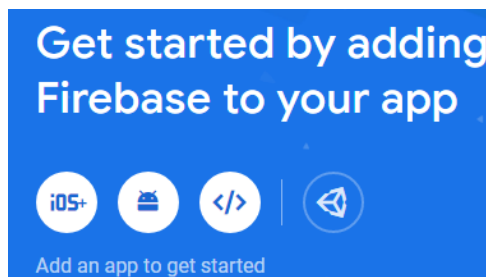 Get started by adding
Firebase to your app
iOS+
</>
Add an app to get started